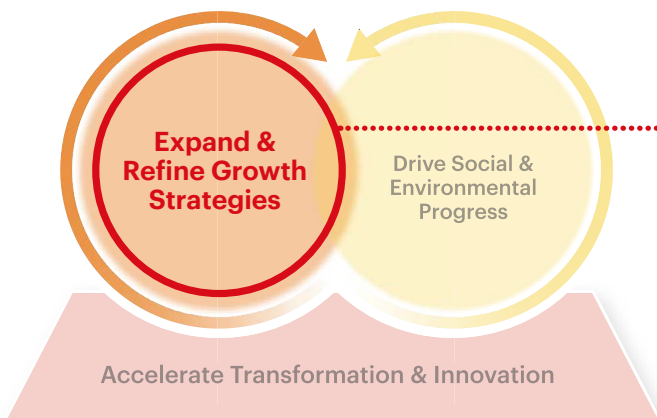 Expand &
Refine Growth
Strategies
Drive Social &
Environmental
Progress
Accelerate Transformation & Innovation